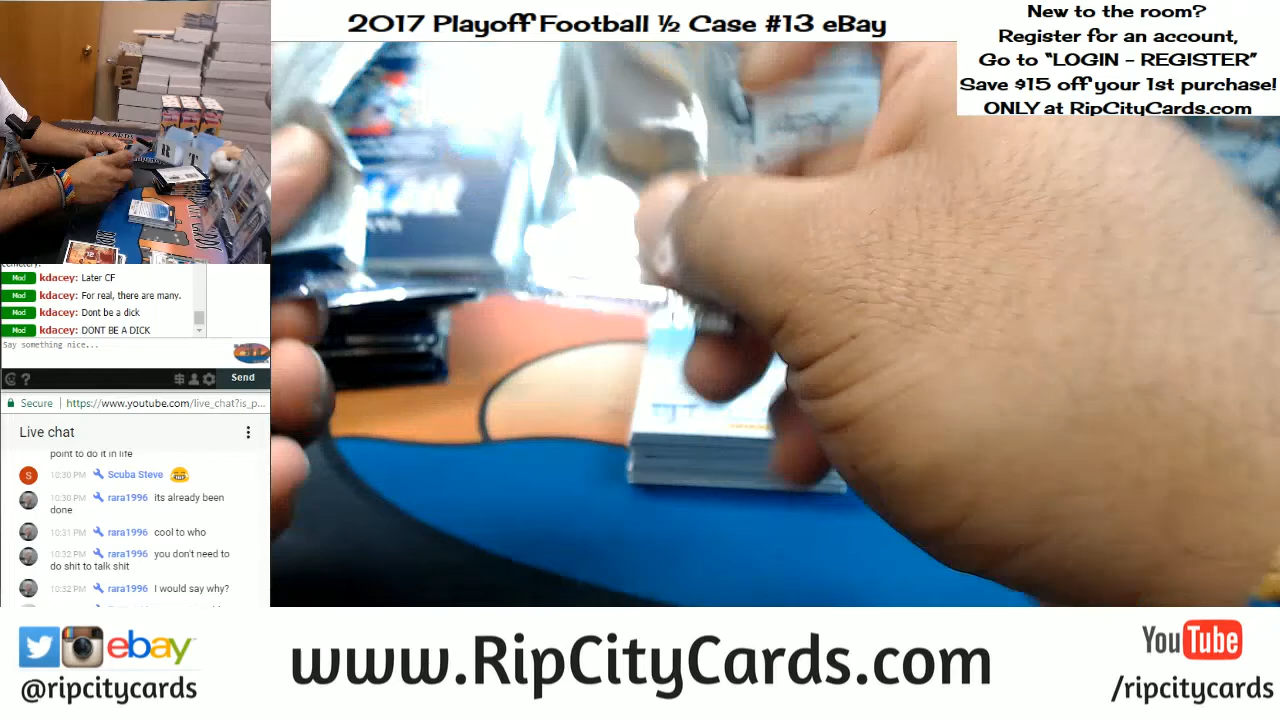 2017 Playoff Football ½ Case #13 eBay
New to the room?
Register for an account,
Go to "LOGIN - REGISTER"
Save $15 off your 1st purchase!
ONLY at RipCityCards.com
Mod kdacey: Later CF
Mod kdacey: For real, there are many.
Mod kdacey: Dont be a dick
Mod kdacey: DONT BE A DICK
Say something nice...
Send
Secure https://www.youtube.com/live_chat?is_p...
Live chat
point to do it in life
S 10:30 PM Scuba Steve 😂
10:30 PM rara1996 its already been
done
10:31 PM rara1996 cool to who
10:32 PM rara1996 you don't need to
do shit to talk shit
10:32 PM rara1996 I would say why?
ebay
@ripcitycards
www.RipCityCards.com
YouTube
/ripcitycards